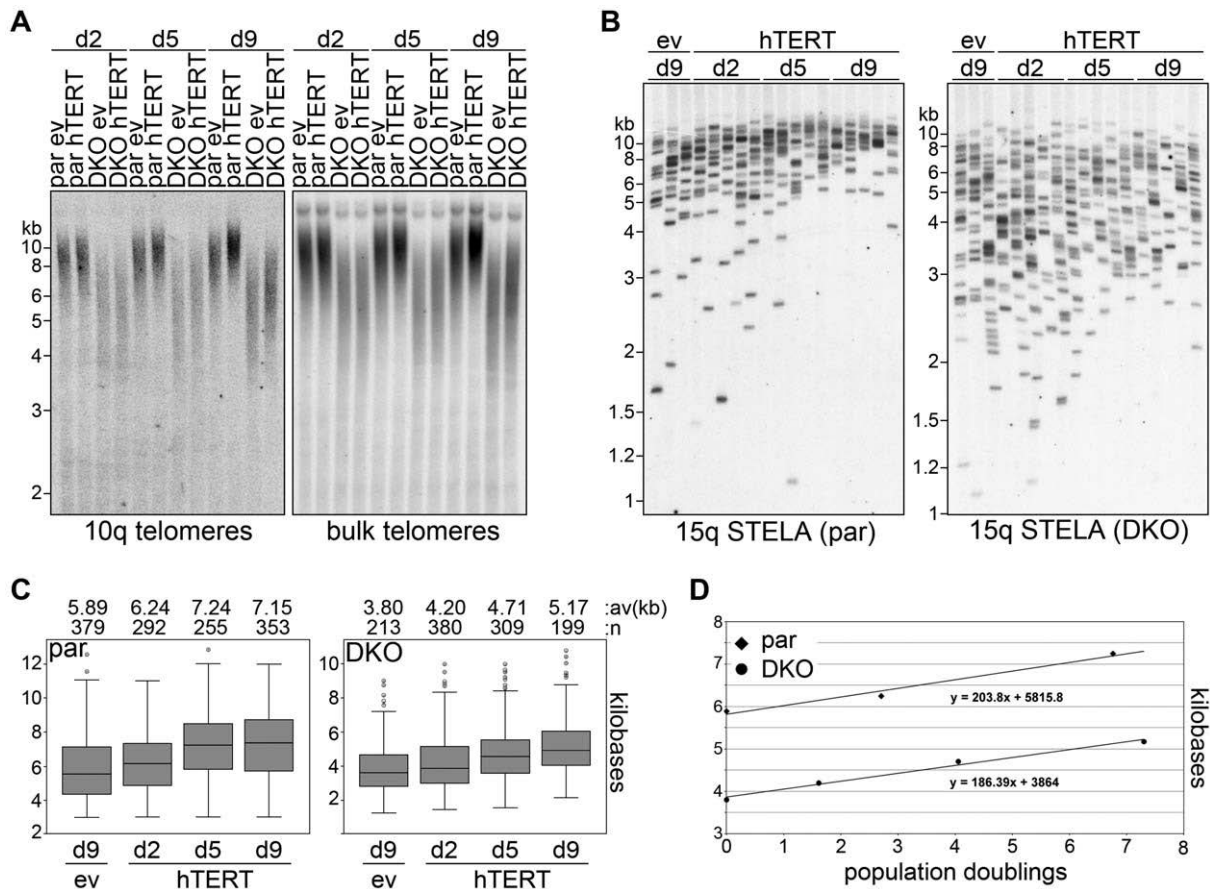 A
d2 d5 d9 d2 d5 d9
par ev
par hTERT
DKO ev
DKO hTERT
par ev
par hTERT
DKO ev
DKO hTERT
par ev
par hTERT
DKO ev
DKO hTERT
par ev
par hTERT
DKO ev
DKO hTERT
par ev
par hTERT
DKO ev
DKO hTERT
par ev
par hTERT
DKO ev
DKO hTERT
kb
10
8
6
5
4
3
2
10q telomeres
bulk telomeres
B
ev hTERT
d9 d2 d5 d9
kb
10
8
6
5
4
3
2
1.5
1.2
1
15q STELA (par)
ev hTERT
d9 d2 d5 d9
kb
10
8
6
5
4
3
2
1.5
1.2
1
15q STELA (DKO)
C
5.89 6.24 7.24 7.15
379 292 255 353
par
12
10
8
6
4
2
d9 d2 d5 d9
ev hTERT
3.80 4.20 4.71 5.17 :av(kb)
213 380 309 199 :n
DKO
10
8
6
4
2
kilobases
d9 d2 d5 d9
ev hTERT
D
par
DKO
8
7
6
5
4
3
y = 203.8x + 5815.8
y = 186.39x + 3864
kilobases
0 1 2 3 4 5 6 7 8
population doublings